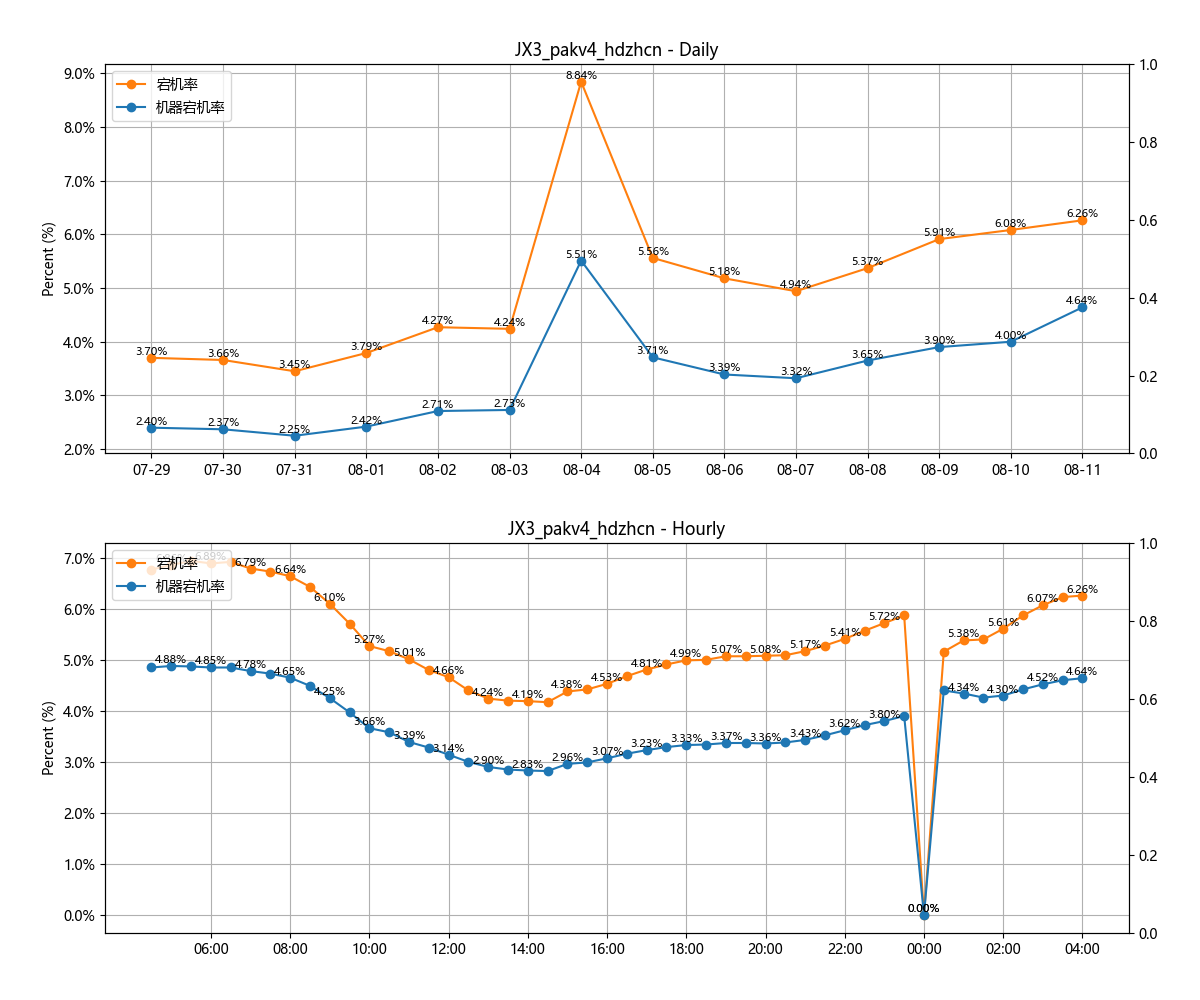 JX3_pakv4_hdzhcn - Daily
宕机率
机器宕机率
Percent (%)
9.0%
8.0%
7.0%
6.0%
5.0%
4.0%
3.0%
2.0%
1.0
0.8
0.6
0.4
0.2
0.0
3.70% 3.66% 3.45% 3.79% 4.27% 4.24% 8.84% 5.56% 5.18% 4.94% 5.37% 5.91% 6.08% 6.26%
2.40% 2.37% 2.25% 2.42% 2.71% 2.73% 5.51% 3.71% 3.39% 3.32% 3.65% 3.90% 4.00% 4.64%
07-29 07-30 07-31 08-01 08-02 08-03 08-04 08-05 08-06 08-07 08-08 08-09 08-10 08-11
JX3_pakv4_hdzhcn - Hourly
宕机率
机器宕机率
Percent (%)
7.0%
6.0%
5.0%
4.0%
3.0%
2.0%
1.0%
0.0%
1.0
0.8
0.6
0.4
0.2
0.0
6.89% 6.79% 6.64% 6.10% 5.27% 5.01% 4.66% 4.24% 4.19% 4.38% 4.53% 4.81% 4.99% 5.07% 5.08% 5.17% 5.41% 5.72% 0.00% 5.38% 5.61% 6.07% 6.26%
4.88% 4.85% 4.78% 4.65% 4.25% 3.66% 3.39% 3.14% 2.90% 2.83% 2.96% 3.07% 3.23% 3.33% 3.37% 3.36% 3.43% 3.62% 3.80% 0.00% 4.34% 4.30% 4.52% 4.64%
06:00 08:00 10:00 12:00 14:00 16:00 18:00 20:00 22:00 00:00 02:00 04:00